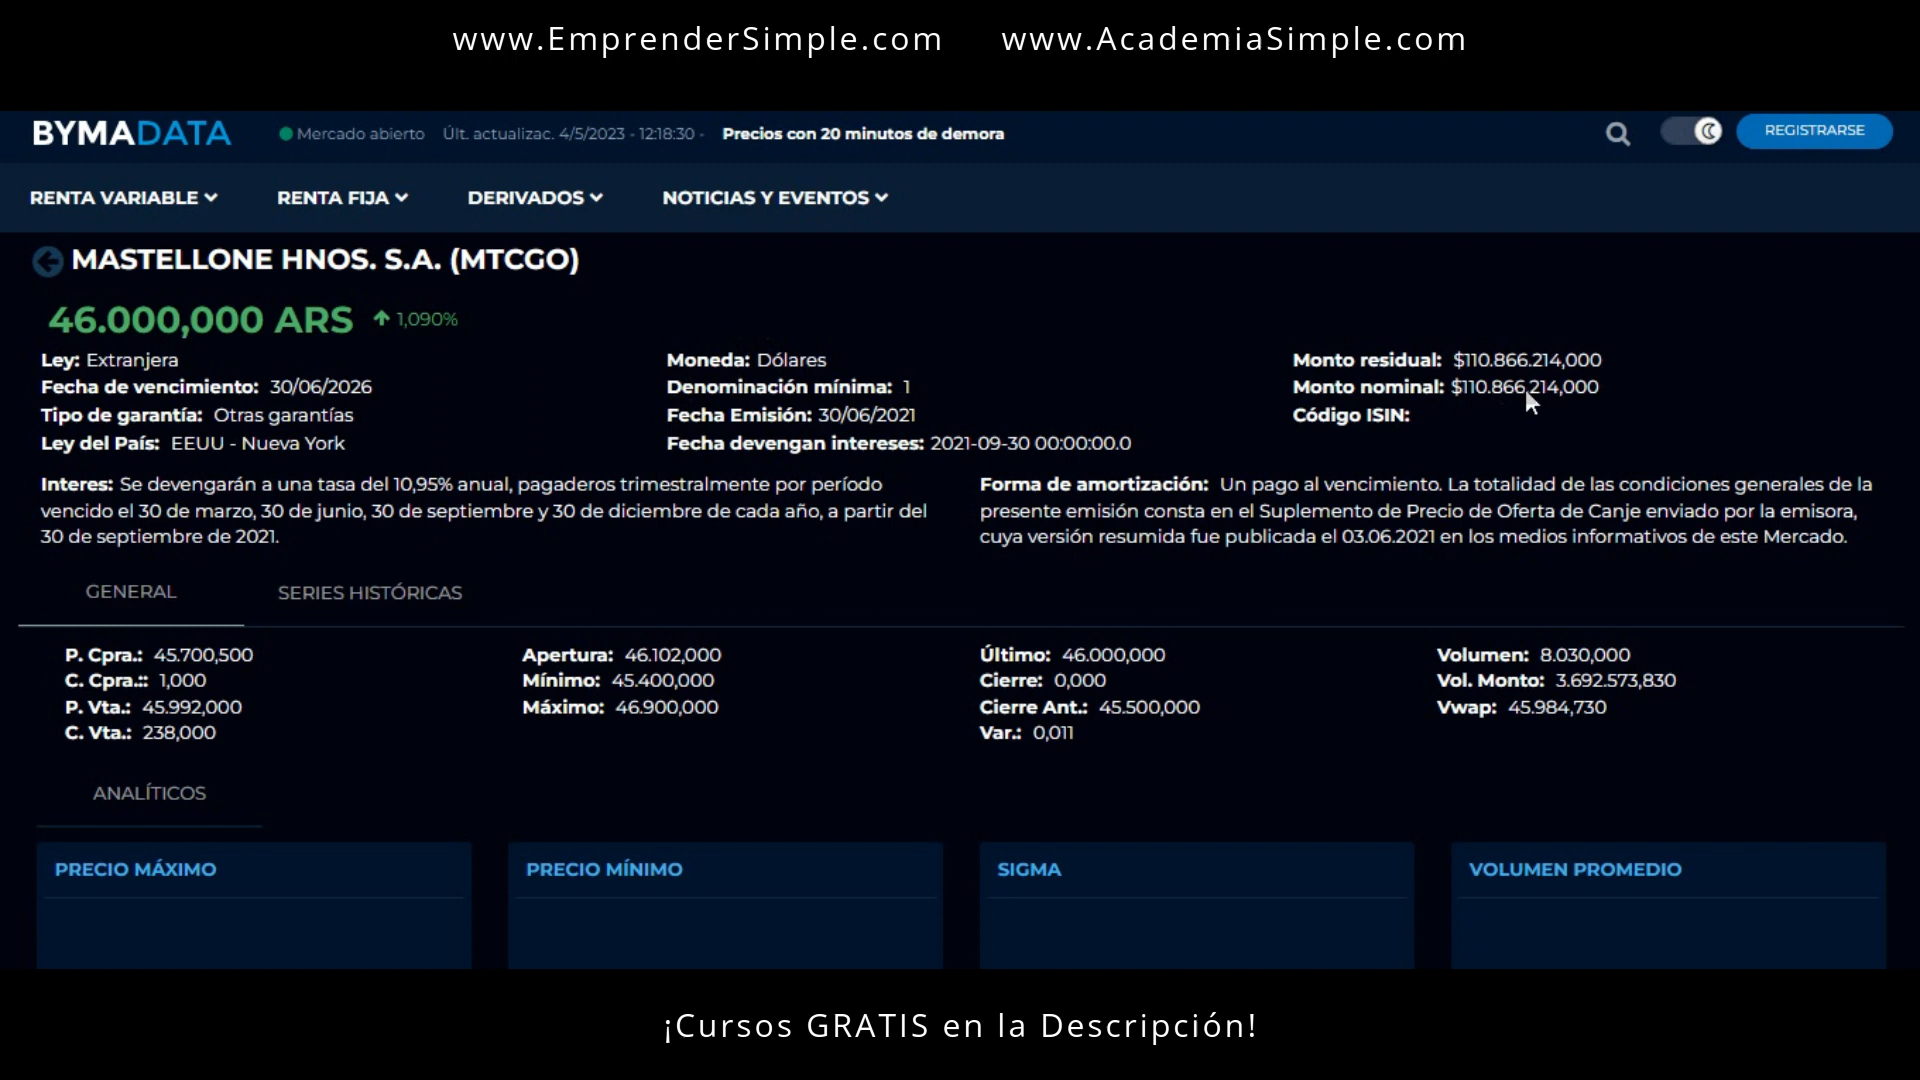 www.EmprenderSimple.com www.AcademiaSimple.com
BYMADATA Mercado abierto Últ. actualizac. 4/5/2023 - 12:18:30 - Precios con 20 minutos de demora REGISTRARSE
RENTA VARIABLE RENTA FIJA DERIVADOS NOTICIAS Y EVENTOS
MASTELLONE HNOS. S.A. (MTCGO)
46.000,000 ARS 1,090%
Ley: Extranjera Moneda: Dólares Monto residual: $110.866.214,000
Fecha de vencimiento: 30/06/2026 Denominación mínima: 1 Monto nominal: $110.866.214,000
Tipo de garantía: Otras garantías Fecha Emisión: 30/06/2021 Código ISIN:
Ley del País: EEUU - Nueva York Fecha devengan intereses: 2021-09-30 00:00:00.0
Interes: Se devengarán a una tasa del 10,95% anual, pagaderos trimestralmente por período
vencido el 30 de marzo, 30 de junio, 30 de septiembre y 30 de diciembre de cada año, a partir del
30 de septiembre de 2021.
Forma de amortización: Un pago al vencimiento. La totalidad de las condiciones generales de la
presente emisión consta en el Suplemento de Precio de Oferta de Canje enviado por la emisora,
cuya versión resumida fue publicada el 03.06.2021 en los medios informativos de este Mercado.
GENERAL SERIES HISTÓRICAS
P. Cpra.: 45.700,500 Apertura: 46.102,000 Último: 46.000,000 Volumen: 8.030,000
C. Cpra.:: 1,000 Mínimo: 45.400,000 Cierre: 0,000 Vol. Monto: 3.692.573,830
P. Vta.: 45.992,000 Máximo: 46.900,000 Cierre Ant.: 45.500,000 Vwap: 45.984,730
C. Vta.: 238,000 Var.: 0,011
ANALÍTICOS
PRECIO MÁXIMO PRECIO MÍNIMO SIGMA VOLUMEN PROMEDIO
¡Cursos GRATIS en la Descripción!